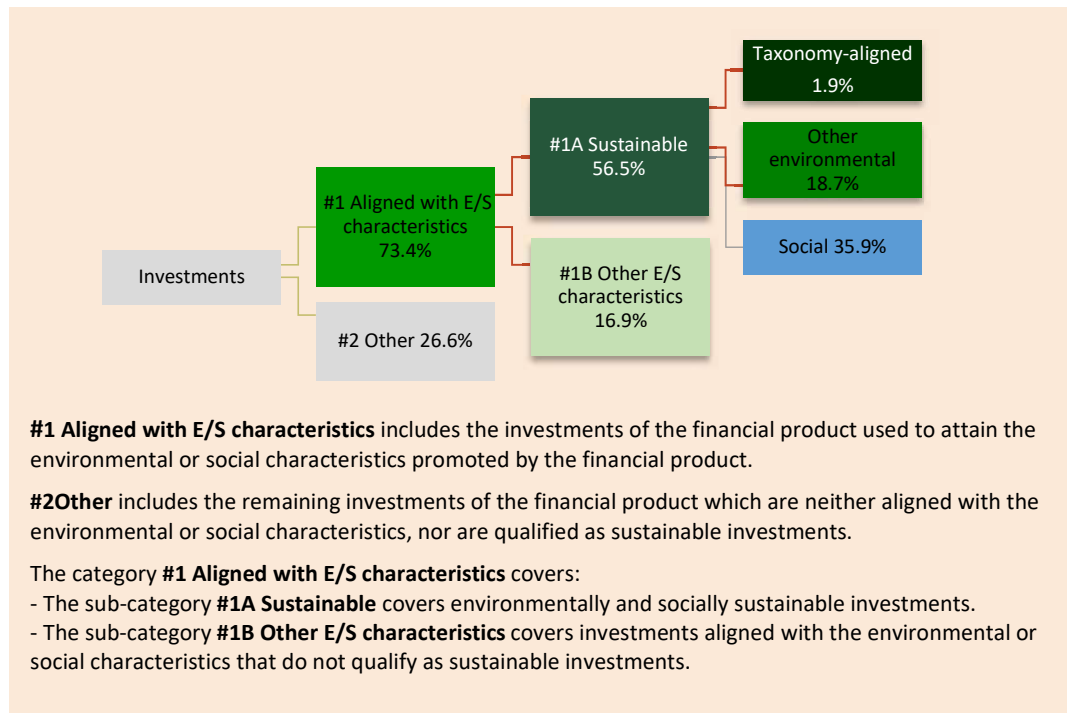 Taxonomy-aligned
1.9%
#1A Sustainable
56.5%
Other
environmental
18.7%
#1 Aligned with E/S
characteristics
73.4%
Social 35.9%
Investments
#1B Other E/S
characteristics
16.9%
#2 Other 26.6%
#1 Aligned with E/S characteristics includes the investments of the financial product used to attain the
environmental or social characteristics promoted by the financial product.
#2Other includes the remaining investments of the financial product which are neither aligned with the
environmental or social characteristics, nor are qualified as sustainable investments.
The category #1 Aligned with E/S characteristics covers:
- The sub-category #1A Sustainable covers environmentally and socially sustainable investments.
- The sub-category #1B Other E/S characteristics covers investments aligned with the environmental or
social characteristics that do not qualify as sustainable investments.